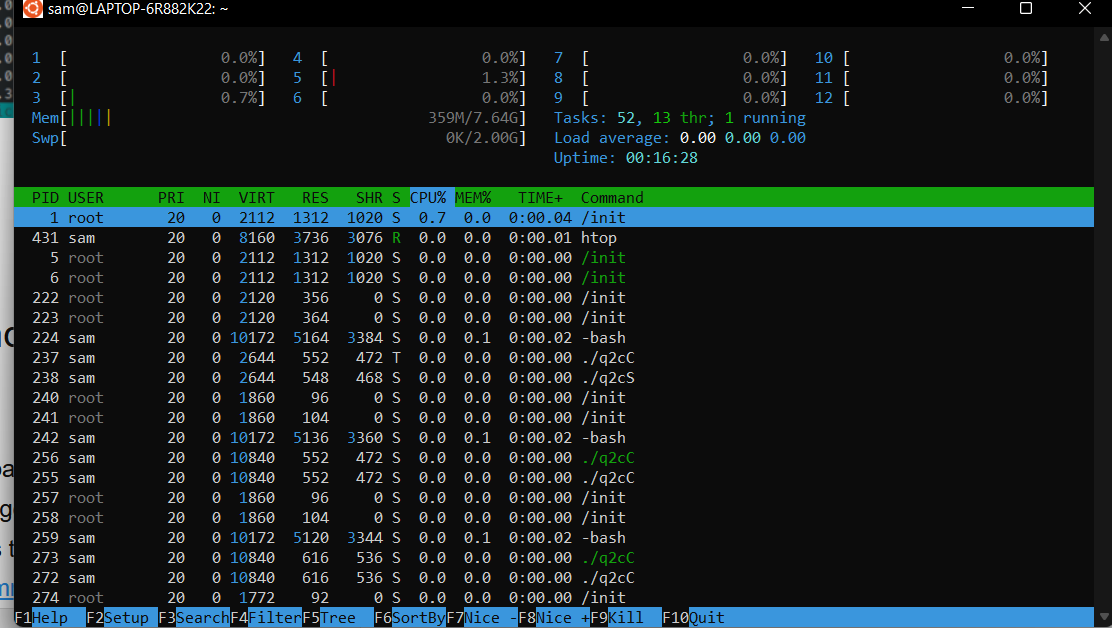 sam@LAPTOP-6R882K22: ~
1 [ 0.0%] 4 [ 0.0%] 7 [ 0.0%] 10 [ 0.0%]
2 [ 0.0%] 5 [| 1.3%] 8 [ 0.0%] 11 [ 0.0%]
3 [| 0.7%] 6 [ 0.0%] 9 [ 0.0%] 12 [ 0.0%]
Mem[||||| 359M/7.64G] Tasks: 52, 13 thr; 1 running
Swp[ 0K/2.00G] Load average: 0.00 0.00 0.00
Uptime: 00:16:28
PID USER PRI NI VIRT RES SHR S CPU% MEM% TIME+ Command
1 root 20 0 2112 1312 1020 S 0.7 0.0 0:00.04 /init
431 sam 20 0 8160 3736 3076 R 0.0 0.0 0:00.01 htop
5 root 20 0 2112 1312 1020 S 0.0 0.0 0:00.00 /init
6 root 20 0 2112 1312 1020 S 0.0 0.0 0:00.00 /init
222 root 20 0 2120 356 0 S 0.0 0.0 0:00.00 /init
223 root 20 0 2120 364 0 S 0.0 0.0 0:00.00 /init
224 sam 20 0 10172 5164 3384 S 0.0 0.1 0:00.02 -bash
237 sam 20 0 2644 552 472 T 0.0 0.0 0:00.00 ./q2cC
238 sam 20 0 2644 548 468 S 0.0 0.0 0:00.00 ./q2cS
240 root 20 0 1860 96 0 S 0.0 0.0 0:00.00 /init
241 root 20 0 1860 104 0 S 0.0 0.0 0:00.00 /init
242 sam 20 0 10172 5136 3360 S 0.0 0.1 0:00.02 -bash
256 sam 20 0 10840 552 472 S 0.0 0.0 0:00.00 ./q2cC
255 sam 20 0 10840 552 472 S 0.0 0.0 0:00.00 ./q2cC
257 root 20 0 1860 96 0 S 0.0 0.0 0:00.00 /init
258 root 20 0 1860 104 0 S 0.0 0.0 0:00.00 /init
259 sam 20 0 10172 5120 3344 S 0.0 0.1 0:00.02 -bash
273 sam 20 0 10840 616 536 S 0.0 0.0 0:00.00 ./q2cC
272 sam 20 0 10840 616 536 S 0.0 0.0 0:00.00 ./q2cC
274 root 20 0 1772 92 0 S 0.0 0.0 0:00.00 /init
F1Help F2Setup F3SearchF4FilterF5Tree F6SortByF7Nice -F8Nice +F9Kill F10Quit